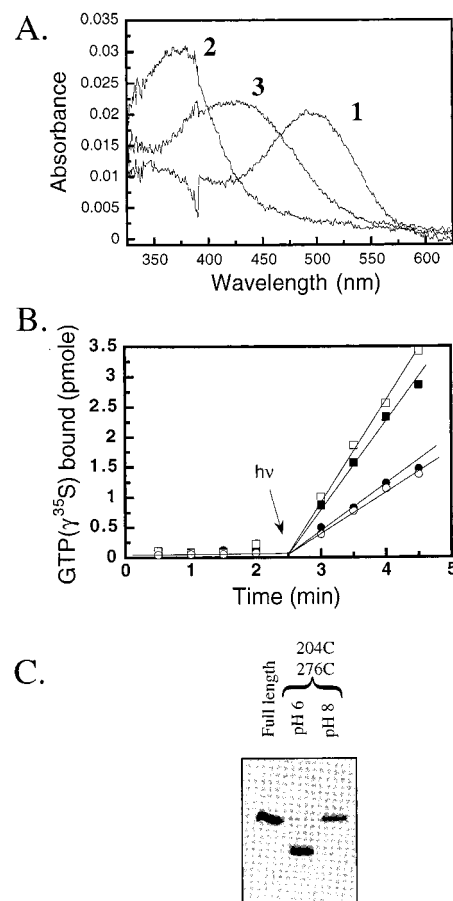 A.
0.035
0.03
0.025
0.02
0.015
0.01
0.005
0
Absorbance
2
3
1
350 400 450 500 550 600
Wavelength (nm)
B.
3.5
3
2.5
2
1.5
1
0.5
0
GTP(γ³⁵S) bound (pmole)
hν
0 1 2 3 4 5
Time (min)
C.
204C
276C
Full length
pH 6
pH 8